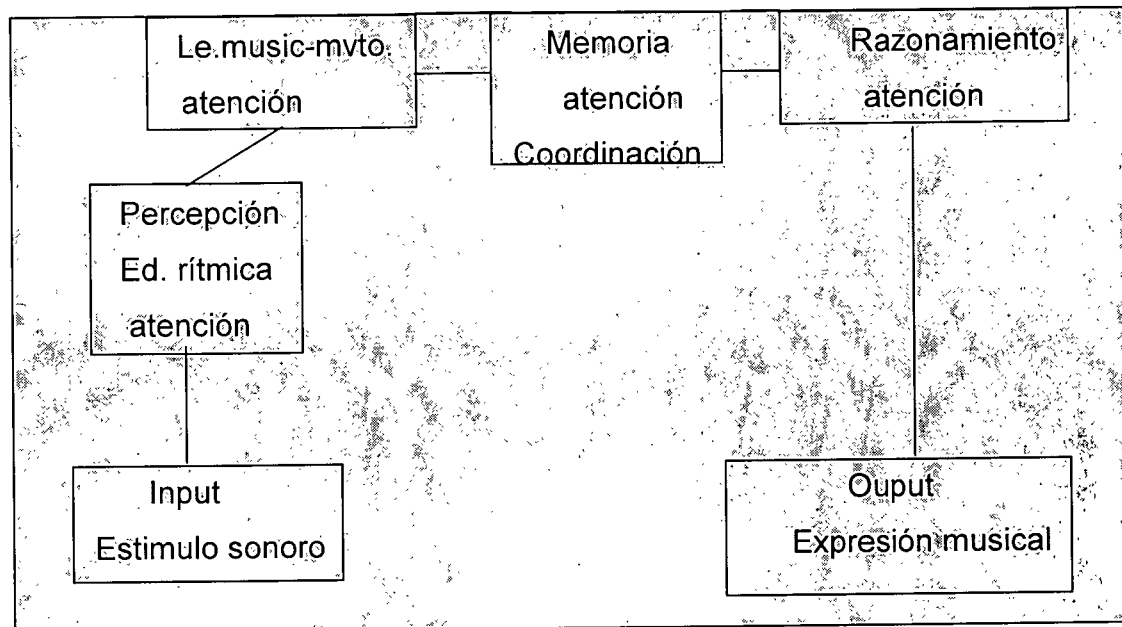 Le.music-mvto.
atención
Memoria
atención
Coordinación
Razonamiento
atención
Percepción
Ed. rítmica
atención
Input
Estimulo sonoro
Ouput
Expresión musical